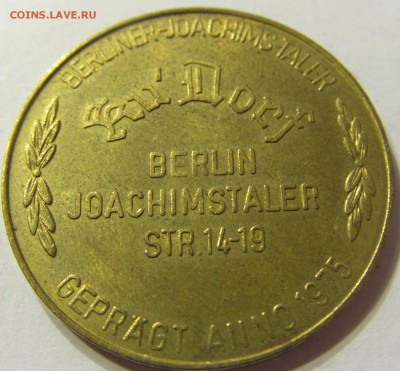 COINS.LAVE.RU
BERLINER-JOACHIMSTALER
Ku' Dorf
BERLIN
JOACHIMSTALER
STR. 14-19
GEPRÄGT ANNO 1975